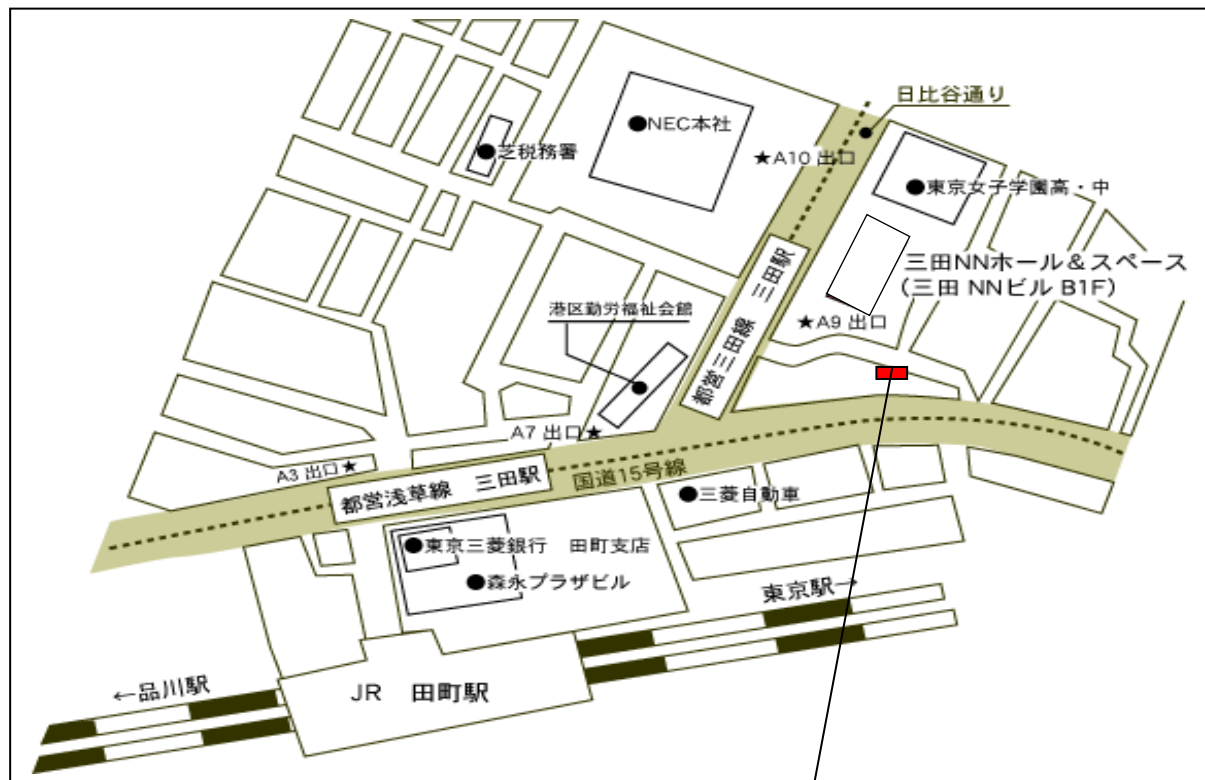 日比谷通り
●NEC本社
★A10 出口
●芝税務署
●東京女子学園高・中
都営三田線　三田駅
三田NNホール＆スペース
（三田 NNビル B1F）
港区勤労福祉会館
★A9 出口
A7 出口★
A3 出口★
国道15号線
都営浅草線　三田駅
●三菱自動車
●東京三菱銀行　田町支店
●森永プラザビル
東京駅→
←品川駅
JR　田町駅